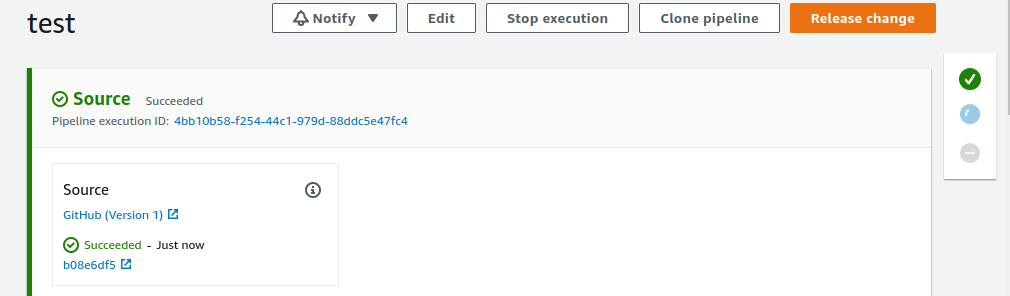 test
Notify
Edit
Stop execution
Clone pipeline
Release change
Source Succeeded
Pipeline execution ID: 4bb10b58-f254-44c1-979d-88ddc5e47fc4
Source
GitHub (Version 1)
Succeeded - Just now
b08e6df5